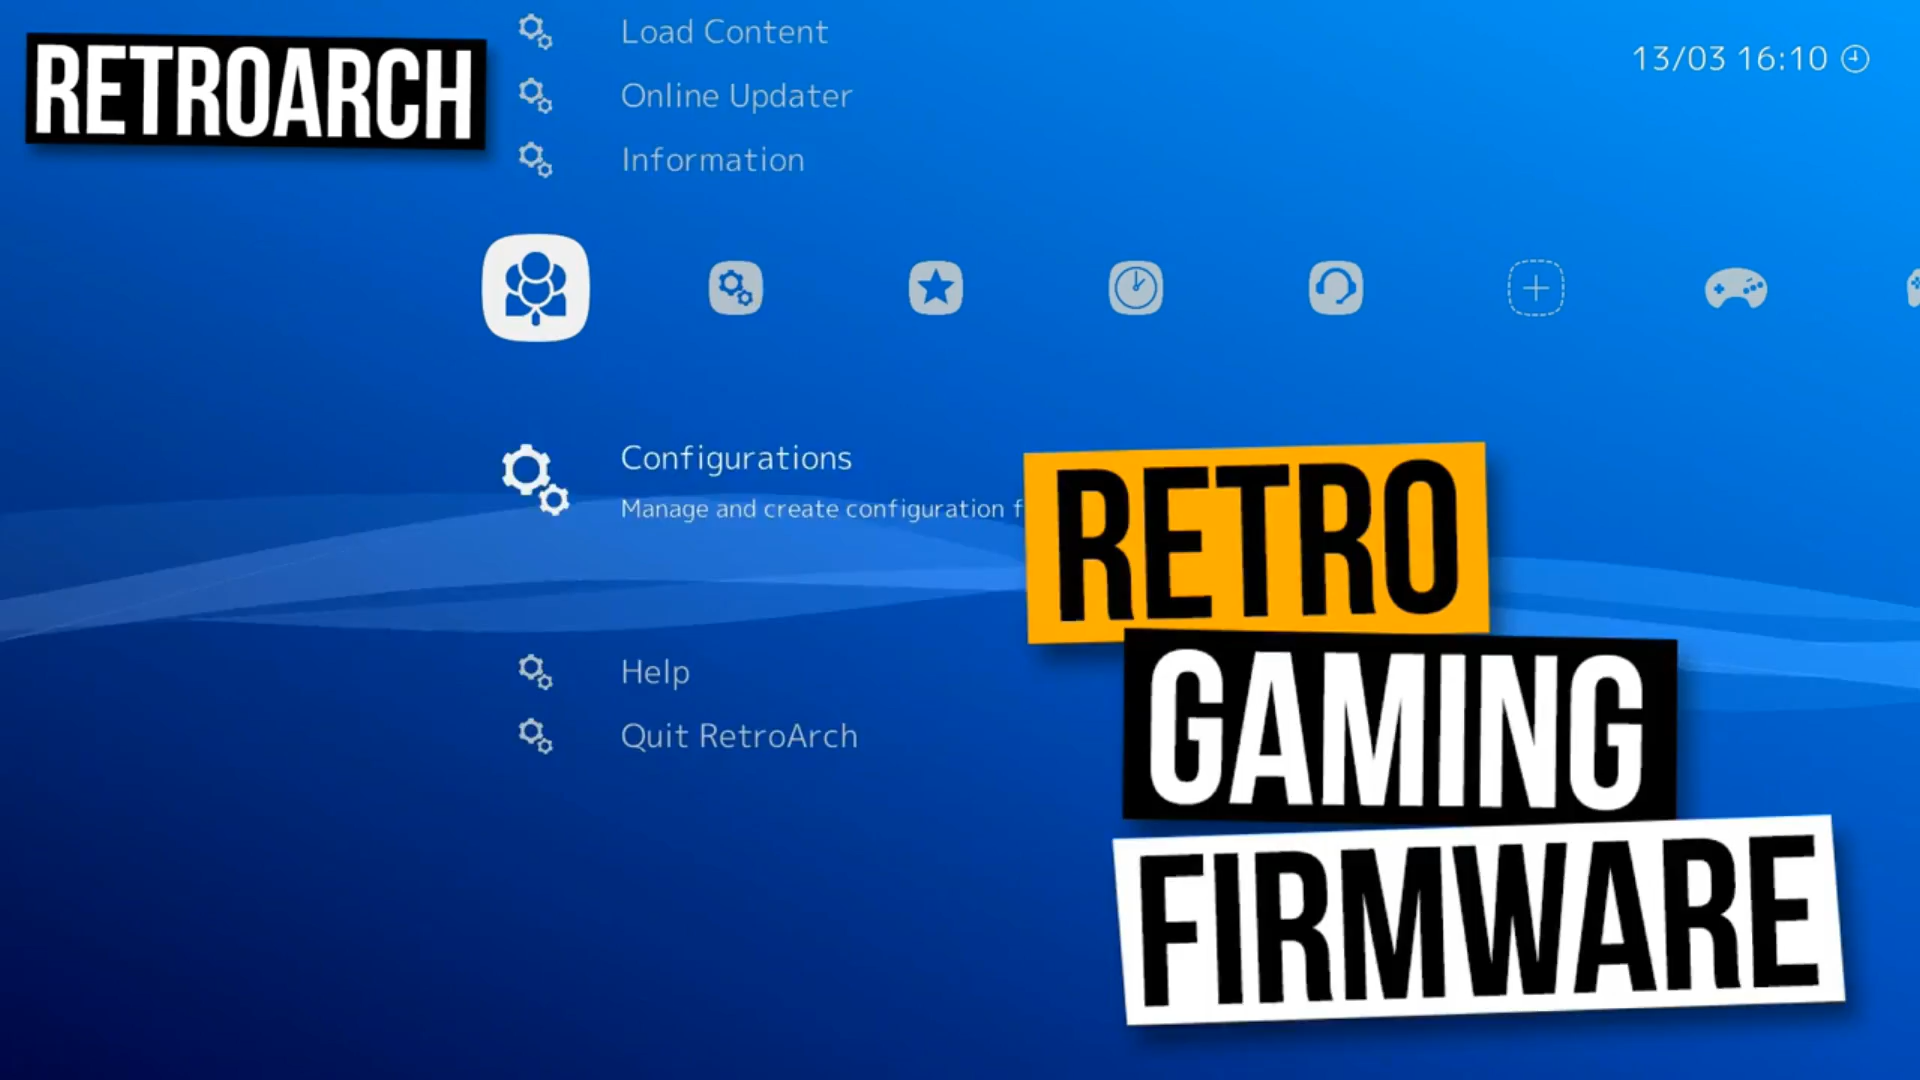 RETROARCH
Load Content
13/03 16:10
Online Updater
Information
Configurations
Manage and create configuration f
Help
Quit RetroArch
RETRO
GAMING
FIRMWARE